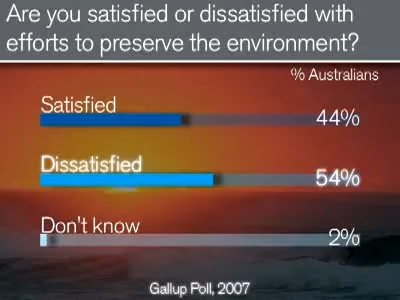 Are you satisfied or dissatisfied with
efforts to preserve the environment?
% Australians
Satisfied
44%
Dissatisfied
54%
Don't know
2%
Gallup Poll, 2007